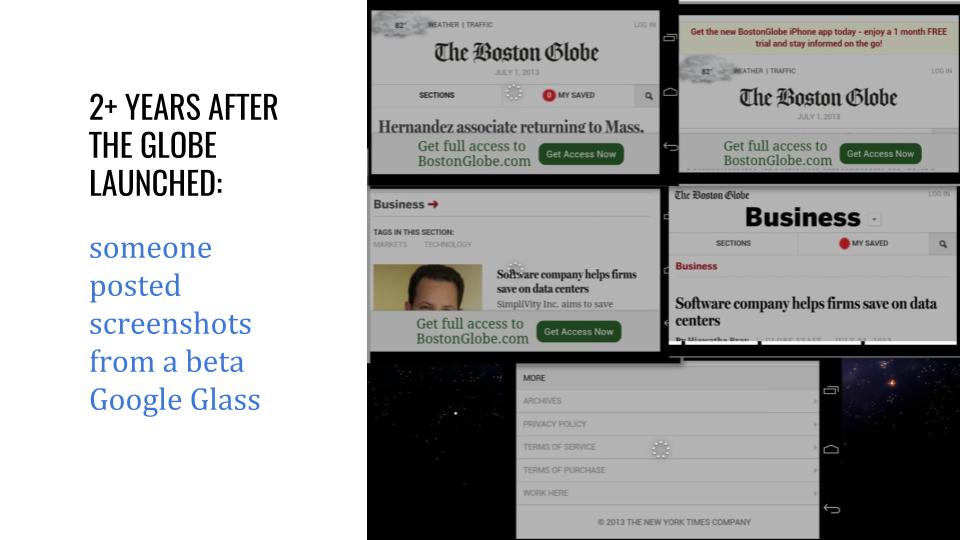 2+ YEARS AFTER
THE GLOBE
LAUNCHED:
someone
posted
screenshots
from a beta
Google Glass
82°
WEATHER | TRAFFIC
LOG IN
The Boston Globe
JULY 1, 2013
SECTIONS
0 MY SAVED
Hernandez associate returning to Mass.
Get full access to
BostonGlobe.com
Get Access Now
Get the new BostonGlobe iPhone app today - enjoy a 1 month FREE
trial and stay informed on the go!
82°
WEATHER | TRAFFIC
LOG IN
The Boston Globe
JULY 1, 2013
Get full access to
BostonGlobe.com
Get Access Now
Business
TAGS IN THIS SECTION:
MARKETS TECHNOLOGY
Software company helps firms
save on data centers
SimpliVity Inc. aims to save
Get full access to
BostonGlobe.com
Get Access Now
The Boston Globe
LOG IN
Business
SECTIONS
MY SAVED
Business
Software company helps firms save on data
centers
By Hiawatha Bray
GLOBE STAFF
MORE
ARCHIVES
PRIVACY POLICY
TERMS OF SERVICE
TERMS OF PURCHASE
WORK HERE
© 2013 THE NEW YORK TIMES COMPANY